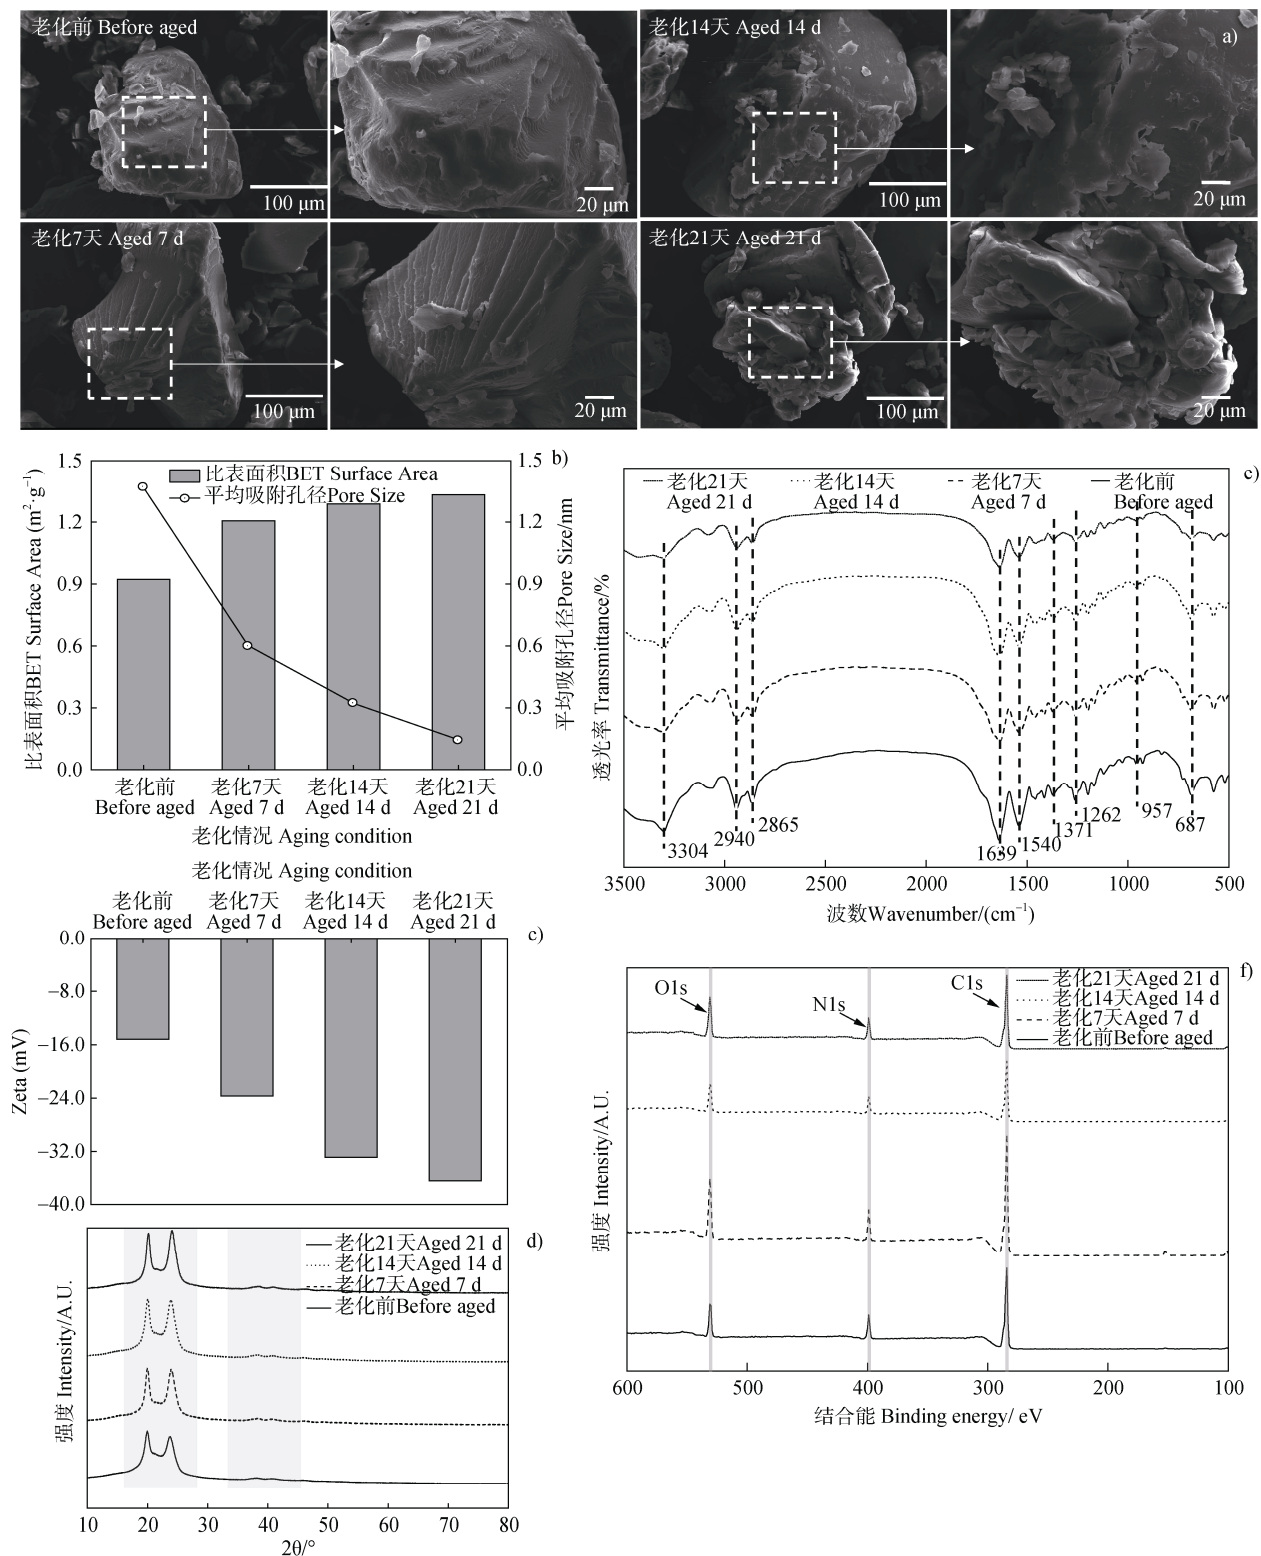 老化前 Before aged
100 μm
20 μm
老化14天 Aged 14 d
a)
100 μm
20 μm
老化7天 Aged 7 d
100 μm
20 μm
老化21天 Aged 21 d
100 μm
20 μm
b)
比表面积BET Surface Area
平均吸附孔径Pore Size
比表面积BET Surface Area (m²·g⁻¹)
1.5
1.2
0.9
0.6
0.3
0.0
1.5
1.2
0.9
0.6
0.3
0.0
平均吸附孔径Pore Size/nm
老化前
Before aged
老化7天
Aged 7 d
老化14天
Aged 14 d
老化21天
Aged 21 d
老化情况 Aging condition
c)
老化21天
Aged 21 d
老化14天
Aged 14 d
老化7天
Aged 7 d
老化前
Before aged
透光率 Transmittance/%
3304
2940
2865
1639
1540
1371
1262
957
687
3500
3000
2500
2000
1500
1000
500
波数Wavenumber/(cm⁻¹)
老化情况 Aging condition
老化前
Before aged
老化7天
Aged 7 d
老化14天
Aged 14 d
老化21天
Aged 21 d
c)
Zeta (mV)
0.0
−8.0
−16.0
−24.0
−32.0
−40.0
d)
老化21天Aged 21 d
老化14天Aged 14 d
老化7天Aged 7 d
老化前Before aged
强度 Intensity/A.U.
10
20
30
40
50
60
70
80
2θ/°
f)
O1s
N1s
C1s
老化21天Aged 21 d
老化14天Aged 14 d
老化7天Aged 7 d
老化前Before aged
强度 Intensity/A.U.
600
500
400
300
200
100
结合能 Binding energy/ eV